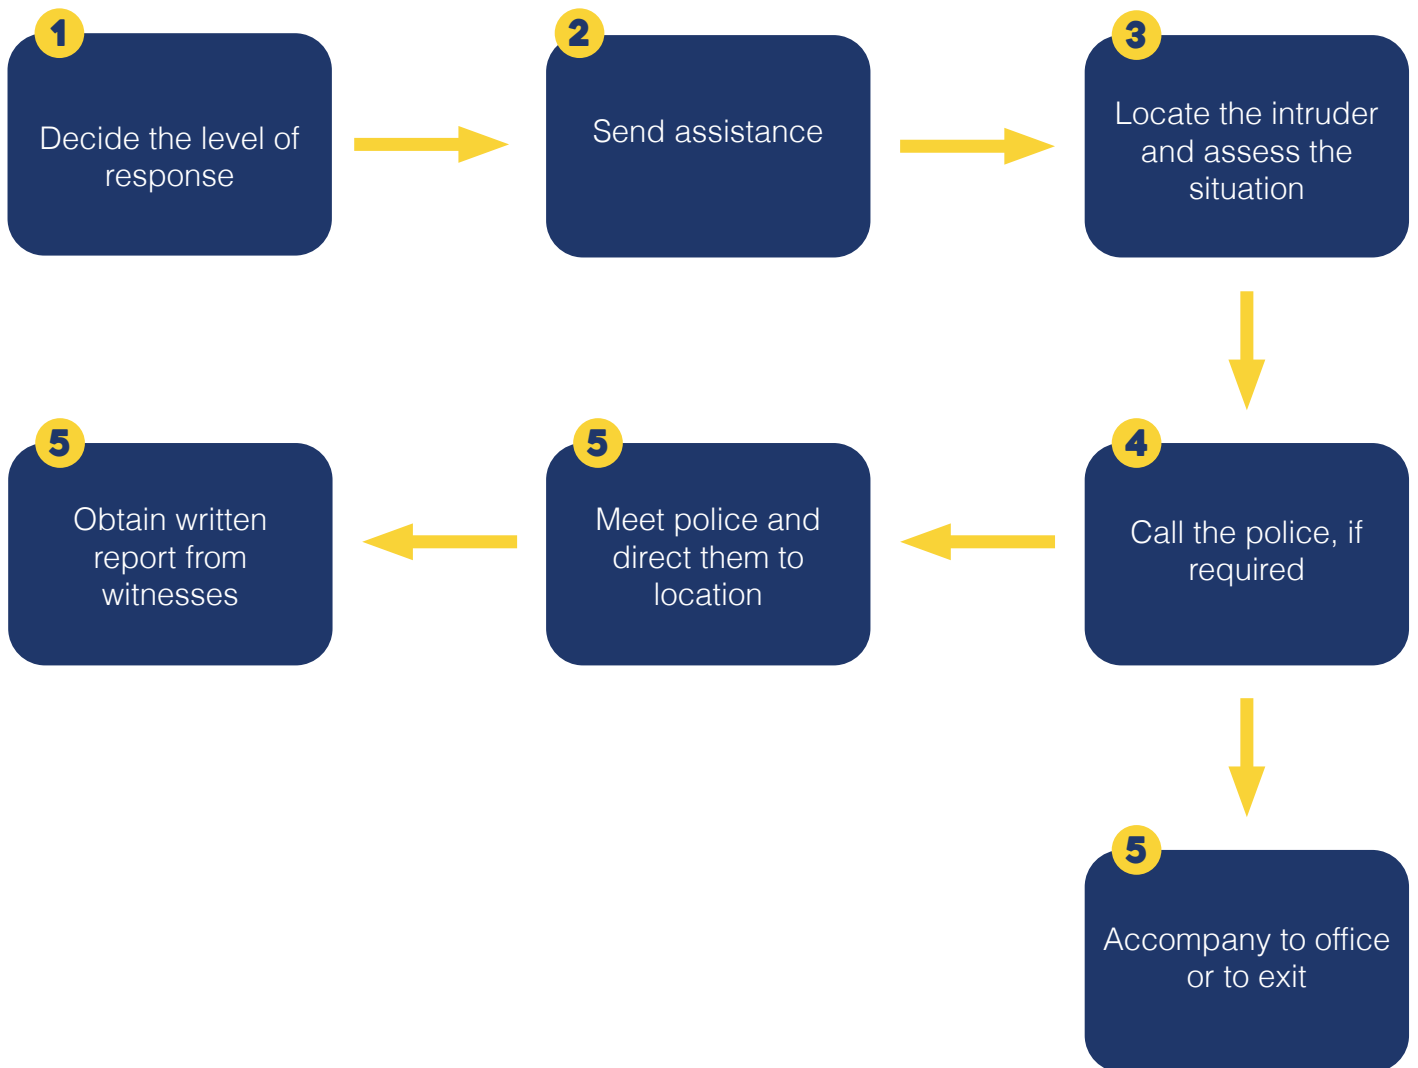 1
Decide the level of
response
2
Send assistance
3
Locate the intruder
and assess the
situation
4
Call the police, if
required
5
Meet police and
direct them to
location
5
Obtain written
report from
witnesses
5
Accompany to office
or to exit